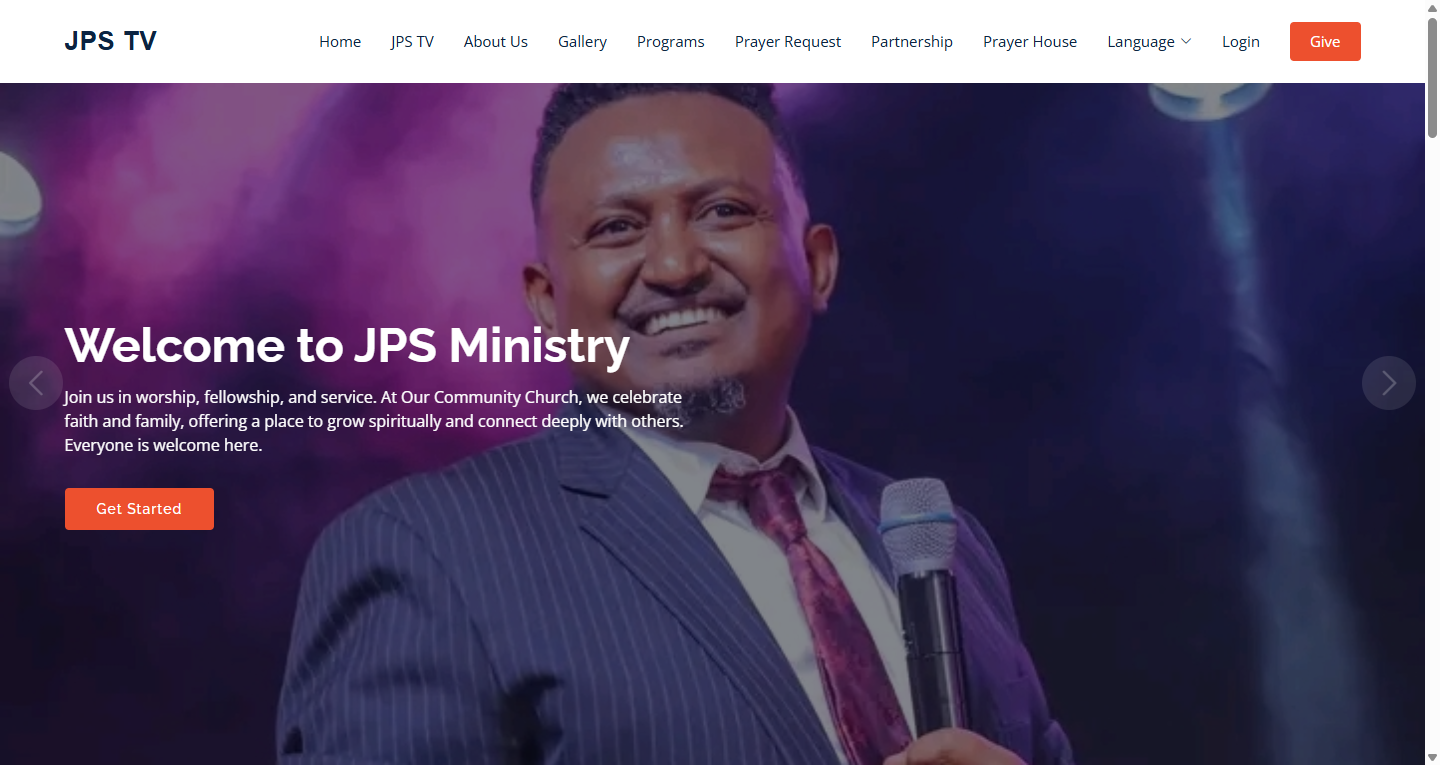 JPS TV
Home
JPS TV
About Us
Gallery
Programs
Prayer Request
Partnership
Prayer House
Language
Login
Give
Welcome to JPS Ministry
Join us in worship, fellowship, and service. At Our Community Church, we celebrate
faith and family, offering a place to grow spiritually and connect deeply with others.
Everyone is welcome here.
Get Started